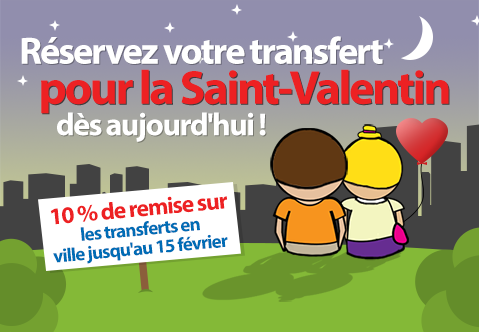 Réservez votre transfert
pour la Saint-Valentin
dès aujourd'hui !
10 % de remise sur
les transferts en
ville jusqu'au 15 février